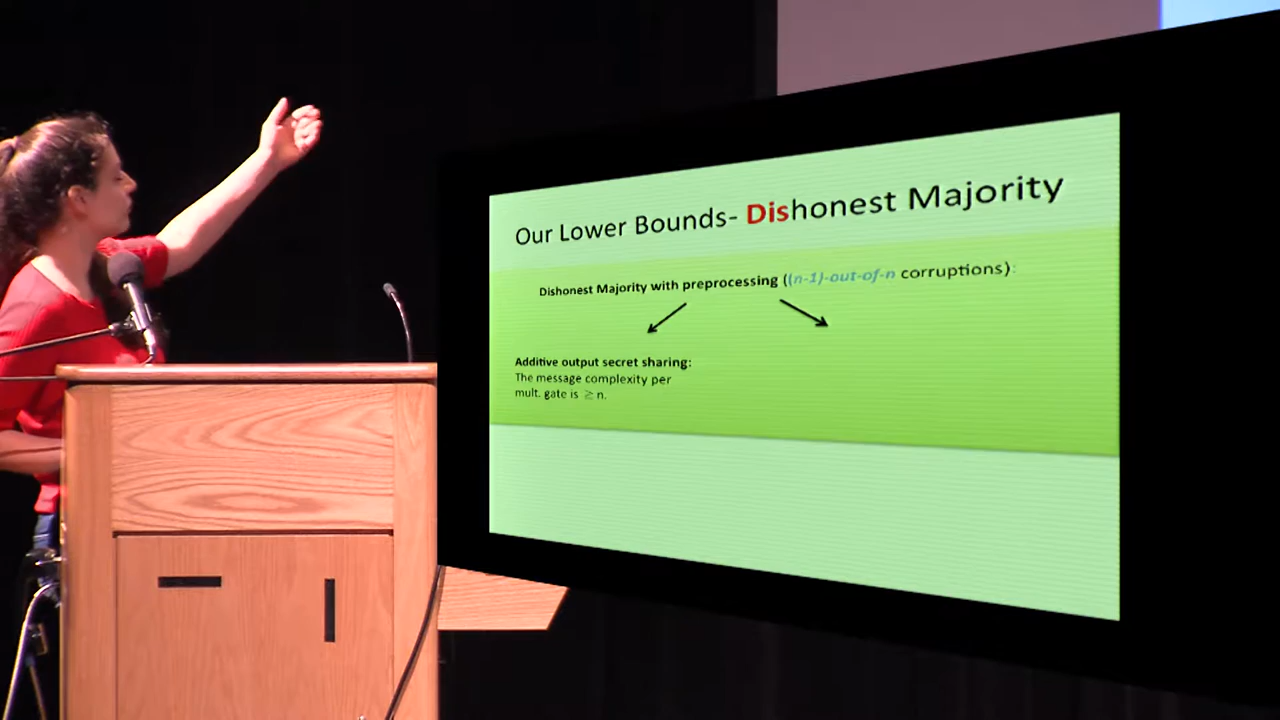 Our Lower Bounds- Dishonest Majority
Dishonest Majority with preprocessing ((n-1)-out-of-n corruptions):
Additive output secret sharing:
The message complexity per
mult. gate is ≥ n.